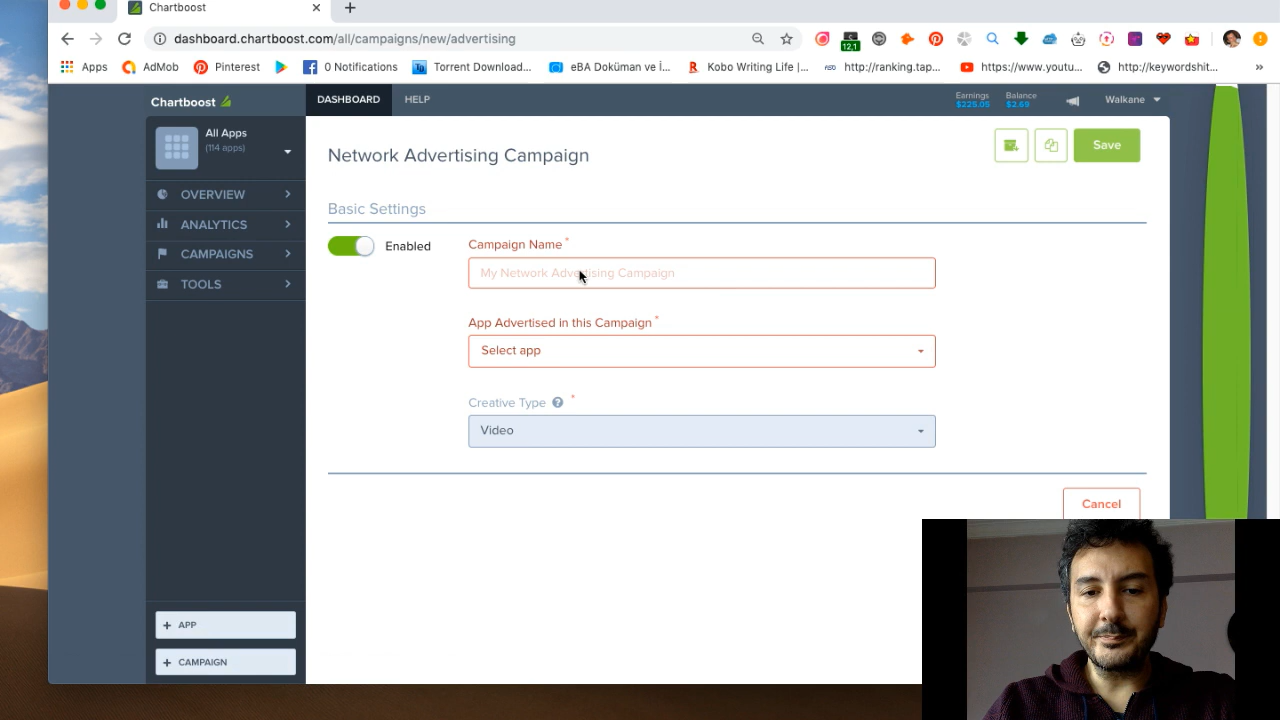 Chartboost
dashboard.chartboost.com/all/campaigns/new/advertising
12,1
Apps
AdMob
Pinterest
0 Notifications
Torrent Download...
eBA Doküman ve İ...
Kobo Writing Life |...
http://ranking.tap...
https://www.youtu...
http://keywordshit...
»
Chartboost
DASHBOARD
HELP
Earnings
$225.05
Balance
$2.69
Walkane
All Apps
(114 apps)
OVERVIEW
ANALYTICS
CAMPAIGNS
TOOLS
+ APP
+ CAMPAIGN
Network Advertising Campaign
Save
Basic Settings
Enabled
Campaign Name *
My Network Advertising Campaign
App Advertised in this Campaign *
Select app
Creative Type ? *
Video
Cancel